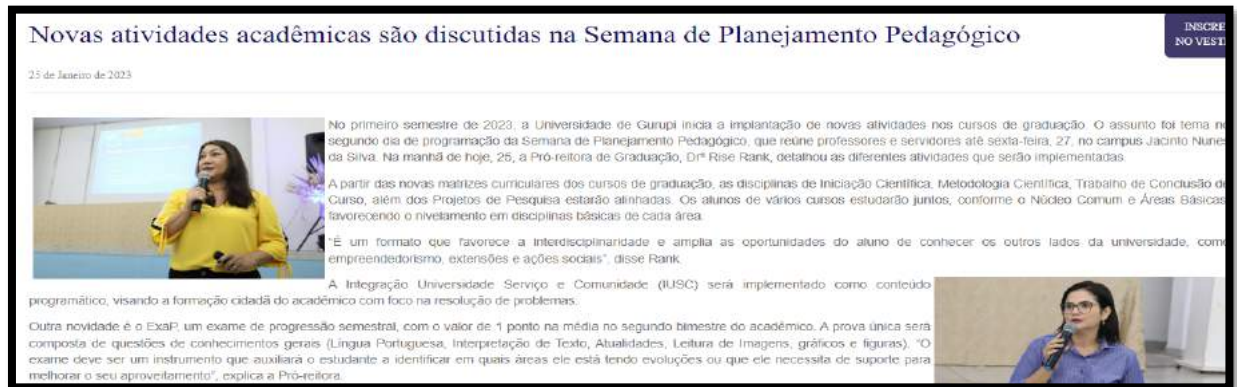 Novas atividades acadêmicas são discutidas na Semana de Planejamento Pedagógico
INSCRE
NO VESTI
25 de Janeiro de 2023
No primeiro semestre de 2023, a Universidade de Gurupi inicia a implantação de novas atividades nos cursos de graduação. O assunto foi tema no
segundo dia de programação da Semana de Planejamento Pedagógico, que reúne professores e servidores até sexta-feira, 27, no campus Jacinto Nunes
da Silva. Na manhã de hoje, 25, a Pró-reitora de Graduação, Drª Rise Rank, detalhou as diferentes atividades que serão implementadas.
A partir das novas matrizes curriculares dos cursos de graduação, as disciplinas de Iniciação Científica, Metodologia Científica, Trabalho de Conclusão de
Curso, além dos Projetos de Pesquisa estarão alinhadas. Os alunos de vários cursos estudarão juntos, conforme o Núcleo Comum e Áreas Básicas,
favorecendo o nivelamento em disciplinas básicas de cada área.
"É um formato que favorece a interdisciplinaridade e amplia as oportunidades do aluno de conhecer os outros lados da universidade, como
empreendedorismo, extensões e ações sociais", disse Rank.
A Integração Universidade Serviço e Comunidade (IUSC) será implementado como conteúdo
programático, visando a formação cidadã do acadêmico com foco na resolução de problemas.
Outra novidade é o ExaP, um exame de progressão semestral, com o valor de 1 ponto na média no segundo bimestre do acadêmico. A prova única será
composta de questões de conhecimentos gerais (Língua Portuguesa, Interpretação de Texto, Atualidades, Leitura de Imagens, gráficos e figuras). "O
exame deve ser um instrumento que auxiliará o estudante a identificar em quais áreas ele está tendo evoluções ou que ele necessita de suporte para
melhorar o seu aproveitamento", explica a Pró-reitora.